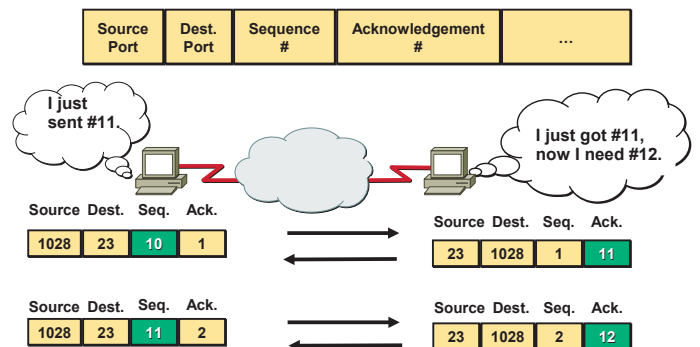 Source Port
Dest. Port
Sequence #
Acknowledgement #
...
I just
sent #11.
I just got #11,
now I need #12.
Source Dest. Seq. Ack.
1028 23 10 1
Source Dest. Seq. Ack.
23 1028 1 11
Source Dest. Seq. Ack.
1028 23 11 2
Source Dest. Seq. Ack.
23 1028 2 12